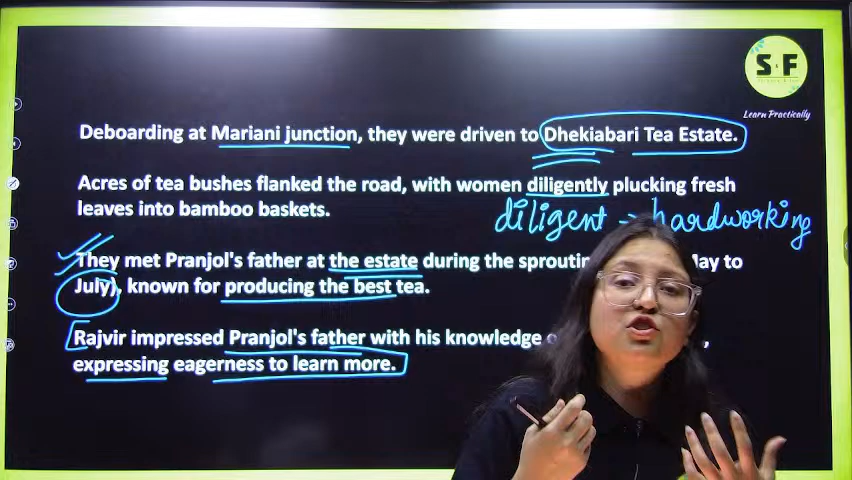 S&F
Learn Practically
Deboarding at Mariani junction, they were driven to Dhekiabari Tea Estate.
Acres of tea bushes flanked the road, with women diligently plucking fresh
leaves into bamboo baskets.
diligent → hardworking
They met Pranjol's father at the estate during the sprouting May to
July), known for producing the best tea.
Rajvir impressed Pranjol's father with his knowledge
expressing eagerness to learn more.